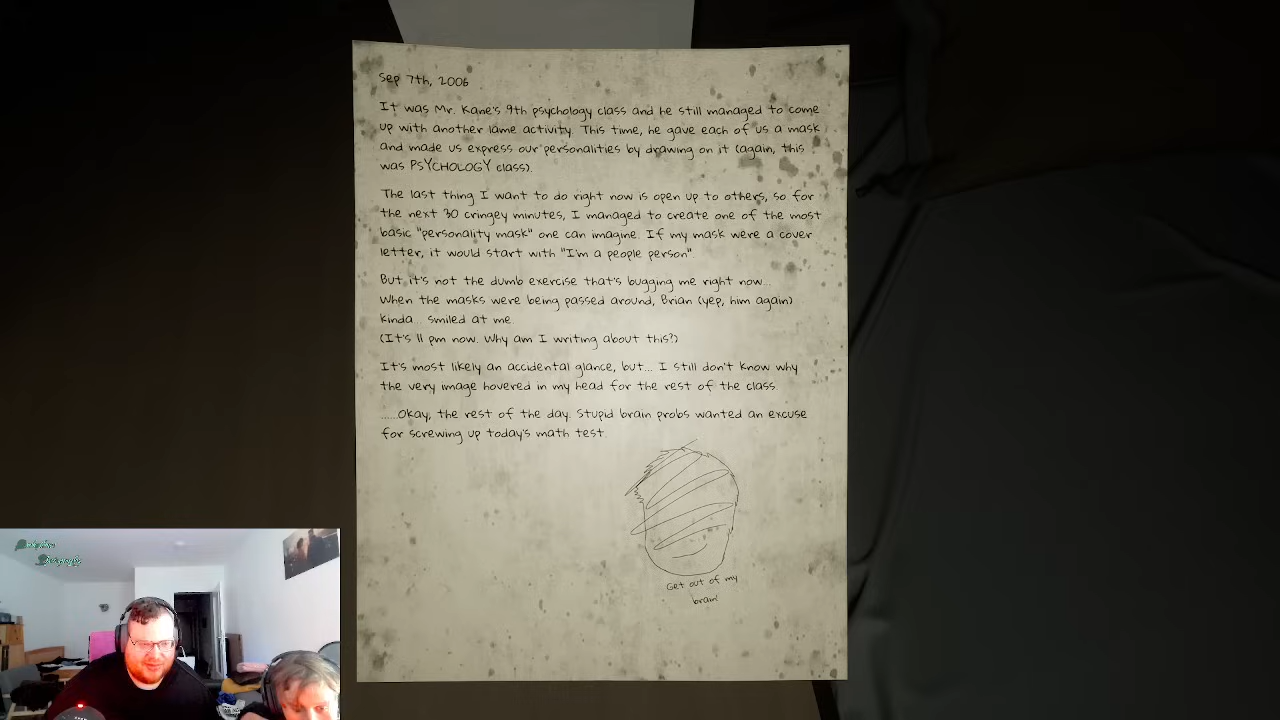 Sep 7th, 2006
It was Mr. Kane's 9th psychology class and he still managed to come
up with another lame activity. This time, he gave each of us a mask
and made us express our personalities by drawing on it (again, this
was PSYCHOLOGY class).
The last thing I want to do right now is open up to others, so for
the next 30 cringey minutes, I managed to create one of the most
basic "personality mask" one can imagine. If my mask were a cover
letter, it would start with "I'm a people person".
But it's not the dumb exercise that's bugging me right now...
When the masks were being passed around, Brian (yep, him again)
kinda.. smiled at me.
(It's 11 pm now. Why am I writing about this?)
It's most likely an accidental glance, but... I still don't know why
the very image hovered in my head for the rest of the class.
.....Okay, the rest of the day. Stupid brain probs wanted an excuse
for screwing up today's math test.
Get out of my
brain!